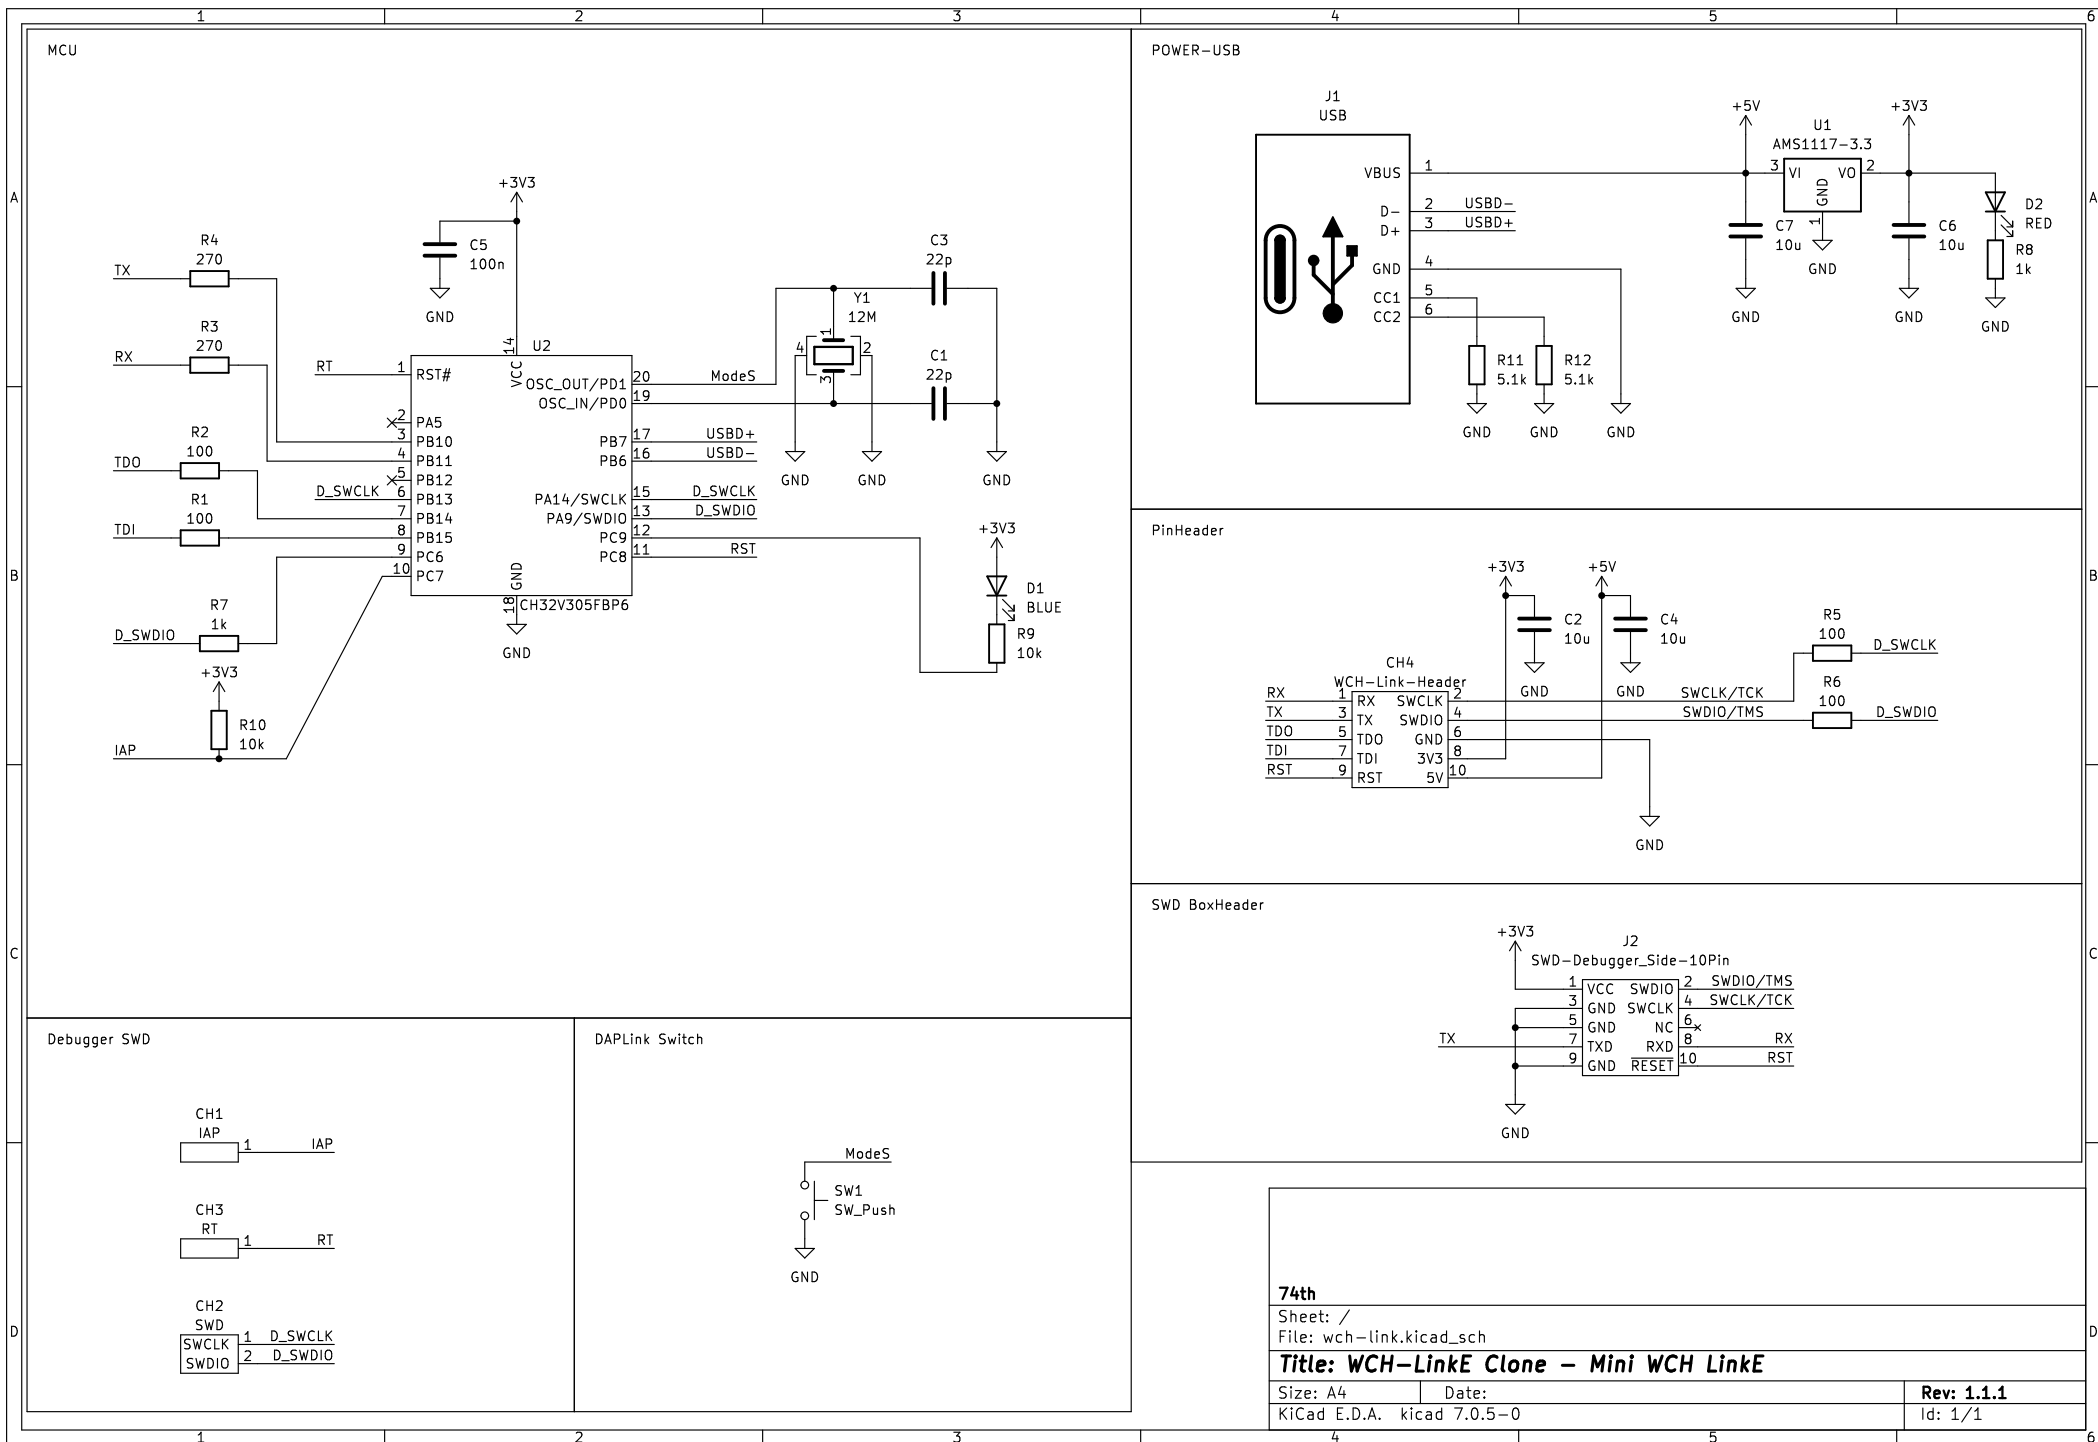 1 2 3 4 5 6
A
B
C
D
MCU
+3V3
C5
100n
GND
R4
270
TX
R3
270
RX
R2
100
TDO
R1
100
TDI
R7
1k
D_SWDIO
+3V3
R10
10k
IAP
RT
D_SWCLK
U2
CH32V305FBP6
14
VCC
1 RST#
2 PA5
3 PB10
4 PB11
5 PB12
6 PB13
7 PB14
8 PB15
9 PC6
10 PC7
18
GND
GND
OSC_OUT/PD1 20 ModeS
OSC_IN/PD0 19
PB7 17 USBD+
PB6 16 USBD-
PA14/SWCLK 15 D_SWCLK
PA9/SWDIO 13 D_SWDIO
PC9 12
PC8 11 RST
Y1
12M
1
4 2
3
C3
22p
C1
22p
GND GND GND
+3V3
D1
BLUE
R9
10k
POWER-USB
J1
USB
VBUS 1
D- 2 USBD-
D+ 3 USBD+
GND 4
CC1 5
CC2 6
R11
5.1k
R12
5.1k
GND GND GND
+5V
U1
AMS1117-3.3
3 VI VO 2
GND
1
GND
+3V3
C7
10u
GND
C6
10u
GND
D2
RED
R8
1k
GND
PinHeader
+3V3 +5V
C2
10u
GND
C4
10u
GND
CH4
WCH-Link-Header
RX 1 RX SWCLK 2 SWCLK/TCK
TX 3 TX SWDIO 4 SWDIO/TMS
TDO 5 TDO GND 6
TDI 7 TDI 3V3 8
RST 9 RST 5V 10
R5
100
D_SWCLK
R6
100
D_SWDIO
GND
SWD BoxHeader
+3V3
J2
SWD-Debugger_Side-10Pin
1 VCC SWDIO 2 SWDIO/TMS
3 GND SWCLK 4 SWCLK/TCK
5 GND NC 6
TX 7 TXD RXD 8 RX
9 GND RESET 10 RST
GND
Debugger SWD
CH1
IAP
1 IAP
CH3
RT
1 RT
CH2
SWD
SWCLK 1 D_SWCLK
SWDIO 2 D_SWDIO
DAPLink Switch
ModeS
SW1
SW_Push
GND
74th
Sheet: /
File: wch-link.kicad_sch
Title: WCH-LinkE Clone - Mini WCH LinkE
Size: A4 Date: Rev: 1.1.1
KiCad E.D.A. kicad 7.0.5-0 Id: 1/1
A
B
C
D
1 2 3 4 5 6